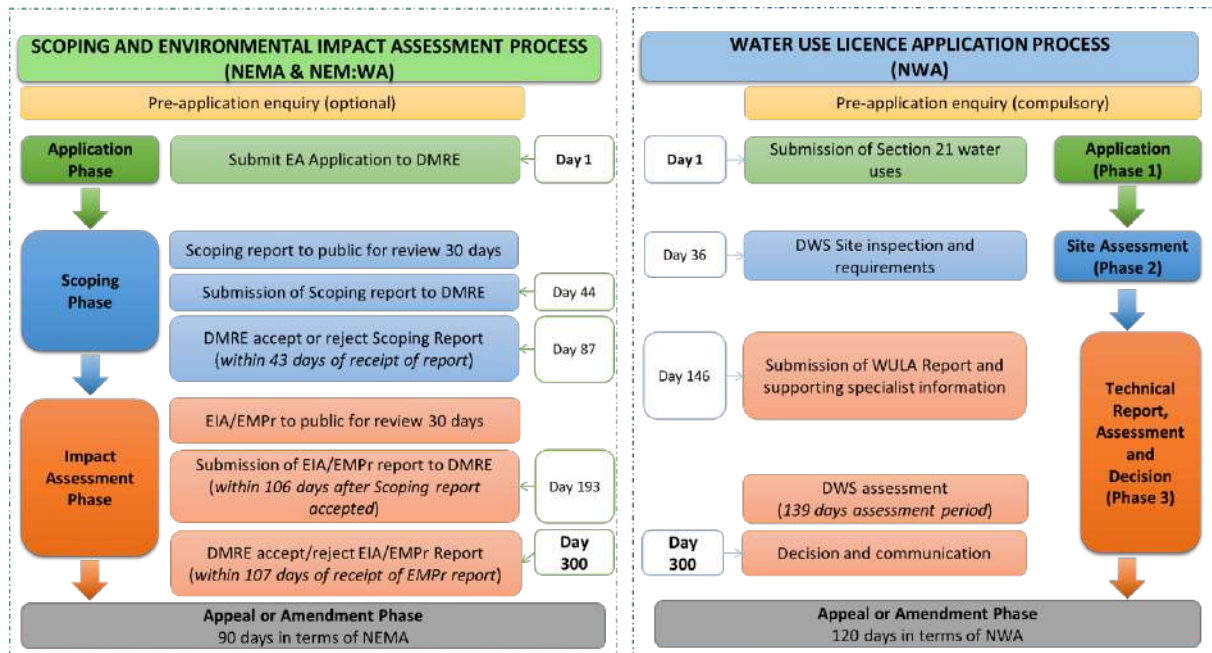 SCOPING AND ENVIRONMENTAL IMPACT ASSESSMENT PROCESS
(NEMA & NEM:WA)
Pre-application enquiry (optional)
Application
Phase
Submit EA Application to DMRE
Day 1
Scoping
Phase
Scoping report to public for review 30 days
Submission of Scoping report to DMRE
Day 44
DMRE accept or reject Scoping Report
(within 43 days of receipt of report)
Day 87
Impact
Assessment
Phase
EIA/EMPr to public for review 30 days
Submission of EIA/EMPr report to DMRE
(within 106 days after Scoping report
accepted)
Day 193
DMRE accept/reject EIA/EMPr Report
(within 107 days of receipt of EMPr report)
Day
300
Appeal or Amendment Phase
90 days in terms of NEMA
WATER USE LICENCE APPLICATION PROCESS
(NWA)
Pre-application enquiry (compulsory)
Day 1
Submission of Section 21 water
uses
Application
(Phase 1)
Day 36
DWS Site inspection and
requirements
Site Assessment
(Phase 2)
Day 146
Submission of WULA Report and
supporting specialist information
Technical
Report,
Assessment
and
Decision
(Phase 3)
DWS assessment
(139 days assessment period)
Day
300
Decision and communication
Appeal or Amendment Phase
120 days in terms of NWA